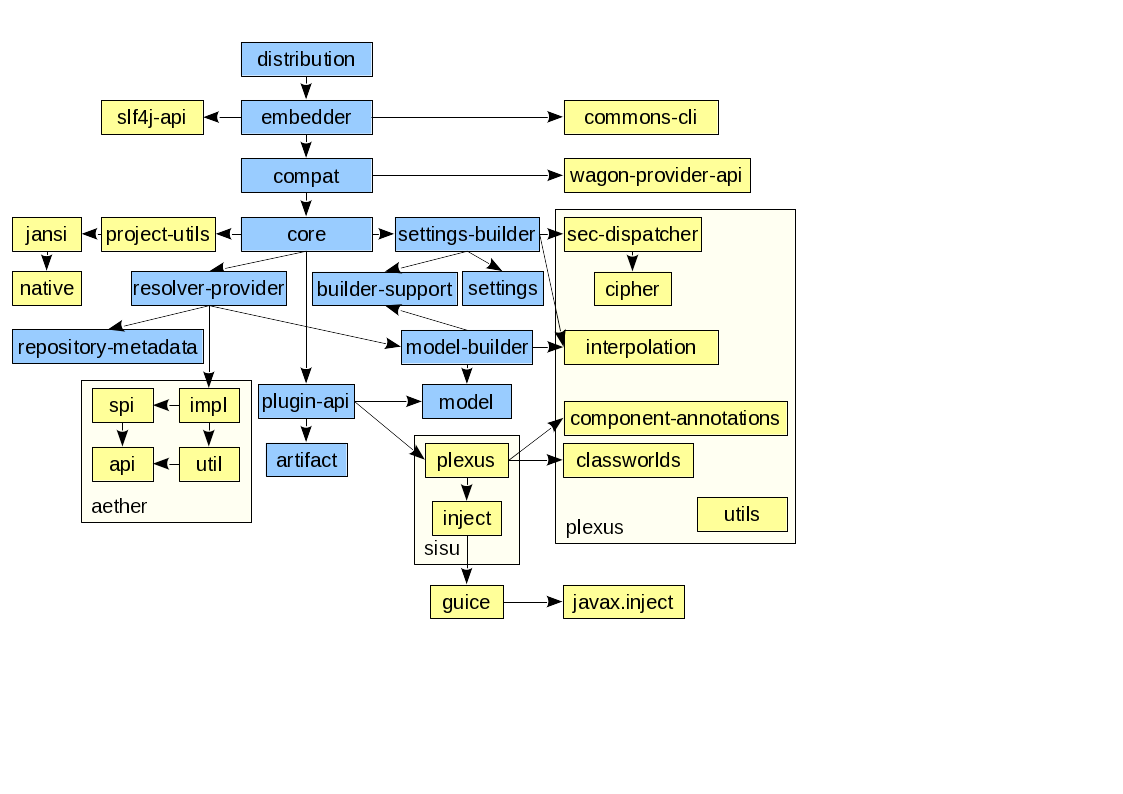 distribution
slf4j-api
embedder
commons-cli
compat
wagon-provider-api
jansi
project-utils
core
settings-builder
sec-dispatcher
native
resolver-provider
builder-support
settings
cipher
repository-metadata
model-builder
interpolation
spi
impl
plugin-api
model
component-annotations
api
util
artifact
plexus
classworlds
aether
inject
utils
sisu
plexus
guice
javax.inject